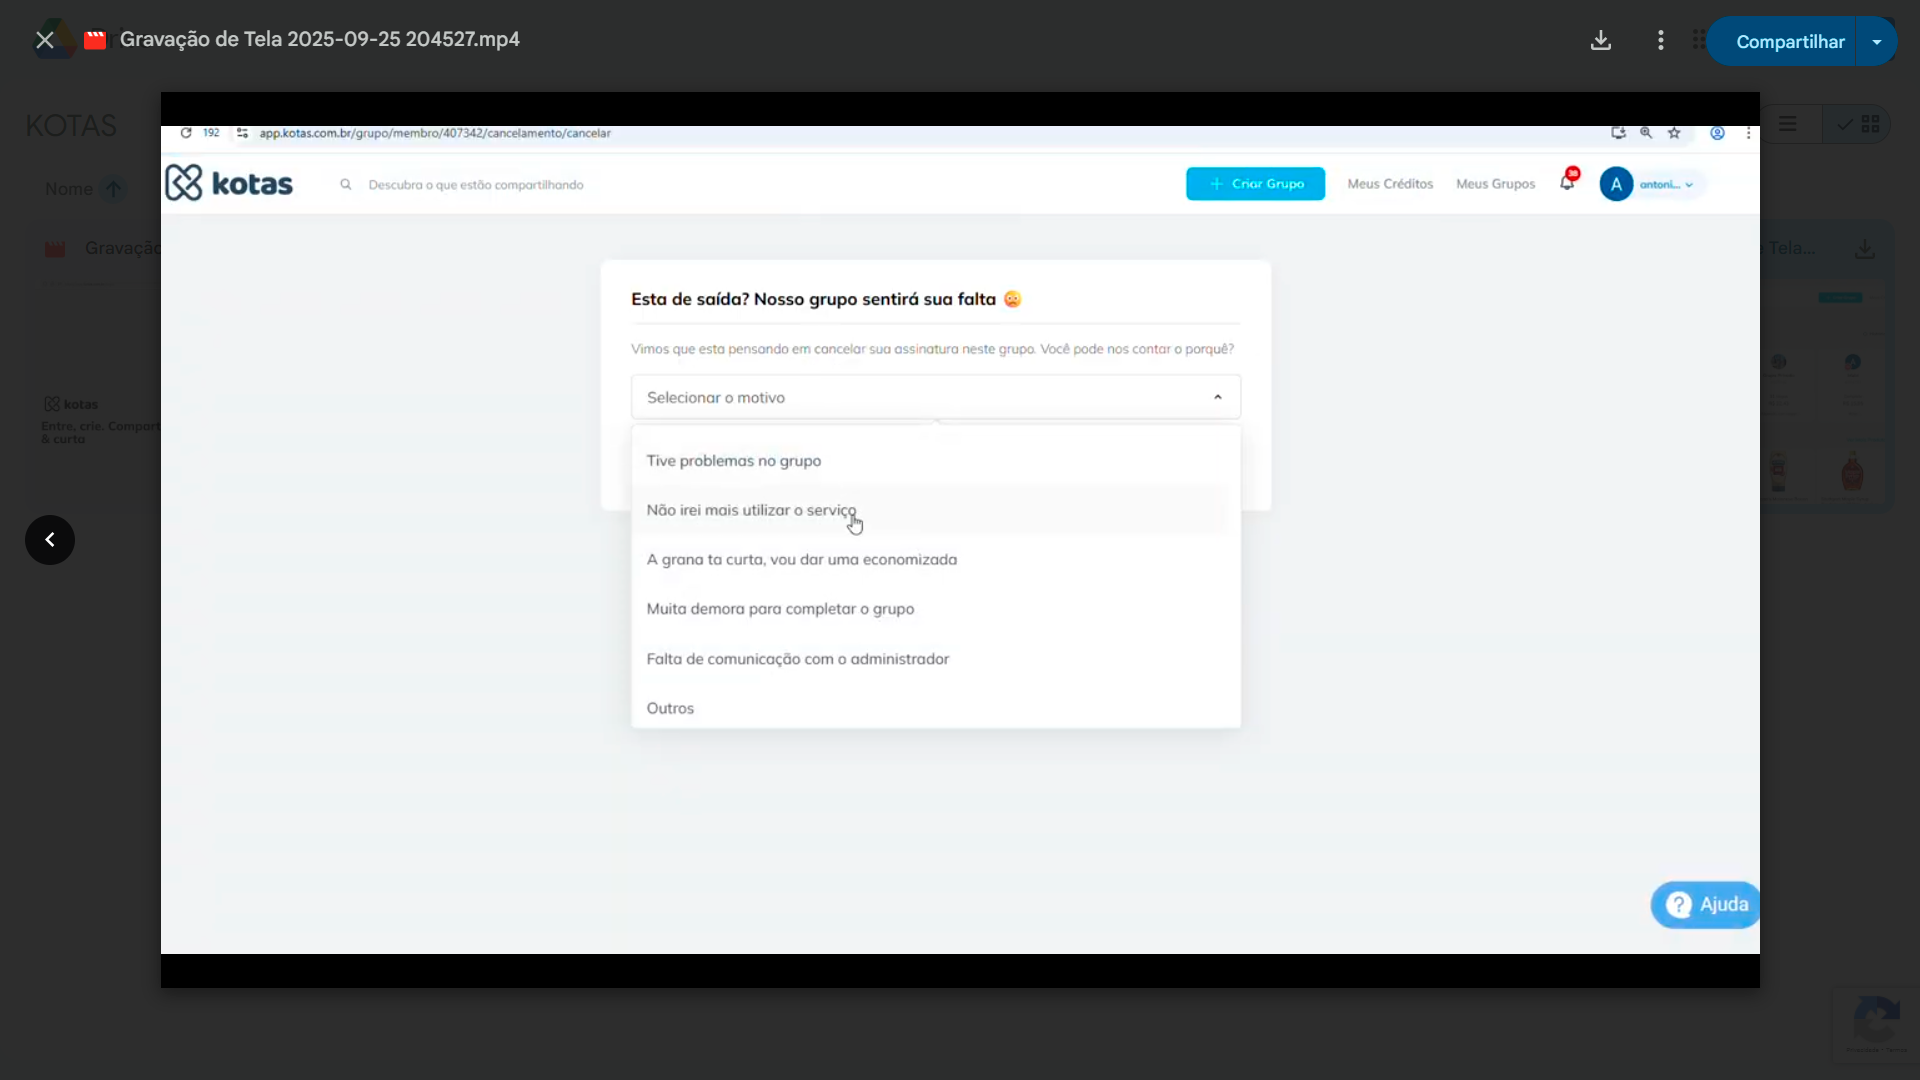 Gravação de Tela 2025-09-25 204527.mp4
Compartilhar
KOTAS
Nome
Gravação
Tela...
kotas
Entre, crie. Compart
& curta
192
app.kotas.com.br/grupo/membro/407342/cancelamento/cancelar
kotas
Descubra o que estão compartilhando
+ Criar Grupo
Meus Créditos
Meus Grupos
38
A
antoni...
Esta de saída? Nosso grupo sentirá sua falta
Vimos que esta pensando em cancelar sua assinatura neste grupo. Você pode nos contar o porquê?
Selecionar o motivo
Tive problemas no grupo
Não irei mais utilizar o serviço
A grana ta curta, vou dar uma economizada
Muita demora para completar o grupo
Falta de comunicação com o administrador
Outros
? Ajuda